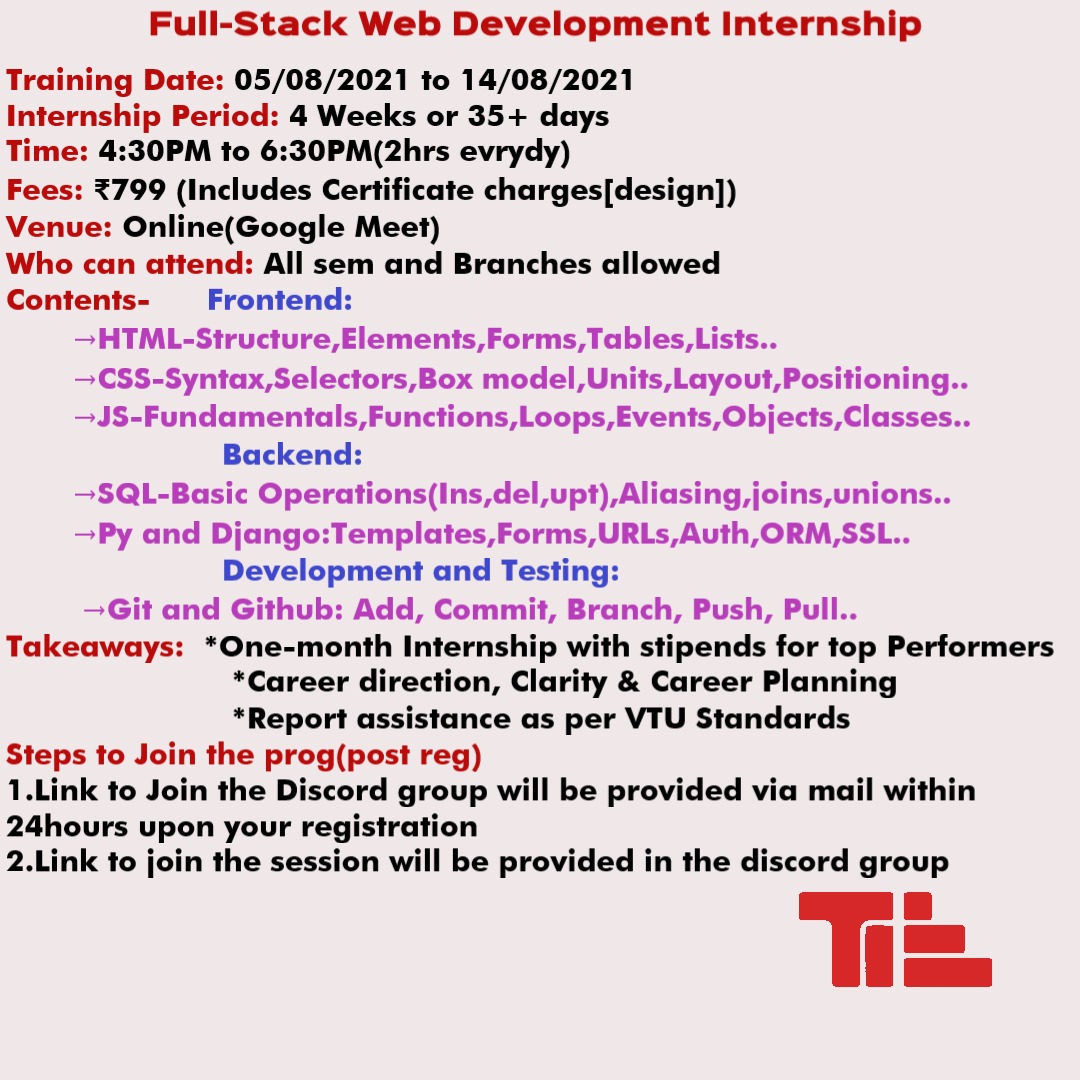 Full-Stack Web Development Internship
Training Date: 05/08/2021 to 14/08/2021
Internship Period: 4 Weeks or 35+ days
Time: 4:30PM to 6:30PM(2hrs evrydy)
Fees: ₹799 (Includes Certificate charges[design])
Venue: Online(Google Meet)
Who can attend: All sem and Branches allowed
Contents- Frontend:
→HTML-Structure,Elements,Forms,Tables,Lists..
→CSS-Syntax,Selectors,Box model,Units,Layout,Positioning..
→JS-Fundamentals,Functions,Loops,Events,Objects,Classes..
Backend:
→SQL-Basic Operations(Ins,del,upt),Aliasing,joins,unions..
→Py and Django:Templates,Forms,URLs,Auth,ORM,SSL..
Development and Testing:
→Git and Github: Add, Commit, Branch, Push, Pull..
Takeaways: *One-month Internship with stipends for top Performers
*Career direction, Clarity & Career Planning
*Report assistance as per VTU Standards
Steps to Join the prog(post reg)
1.Link to Join the Discord group will be provided via mail within
24hours upon your registration
2.Link to join the session will be provided in the discord group